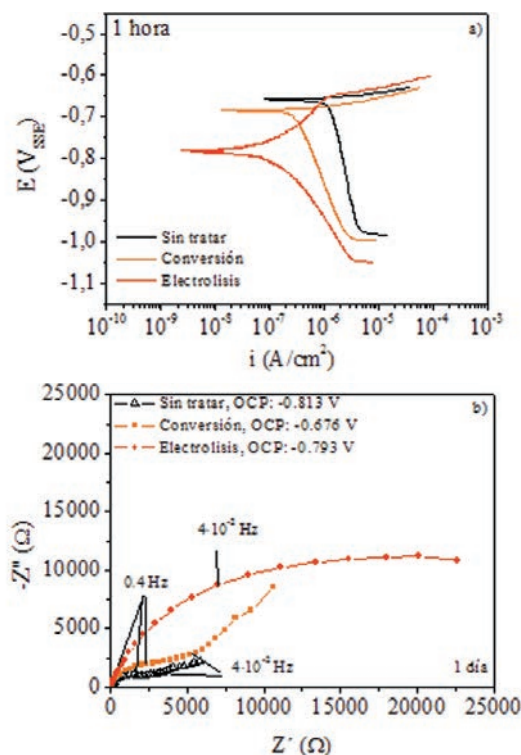 1 hora
a)
-0,5
-0,6
-0,7
-0,8
-0,9
-1,0
-1,1
E (V_SSE)
Sin tratar
Conversión
Electrolisis
10⁻¹⁰ 10⁻⁹ 10⁻⁸ 10⁻⁷ 10⁻⁶ 10⁻⁵ 10⁻⁴ 10⁻³
i (A/cm²)
25000
20000
15000
10000
5000
0
-Z" (Ω)
Sin tratar, OCP: -0.813 V
Conversión, OCP: -0.676 V
Electrolisis, OCP: -0.793 V
b)
4·10⁻² Hz
0.4 Hz
4·10⁻² Hz
1 día
0 5000 10000 15000 20000 25000
Z´ (Ω)